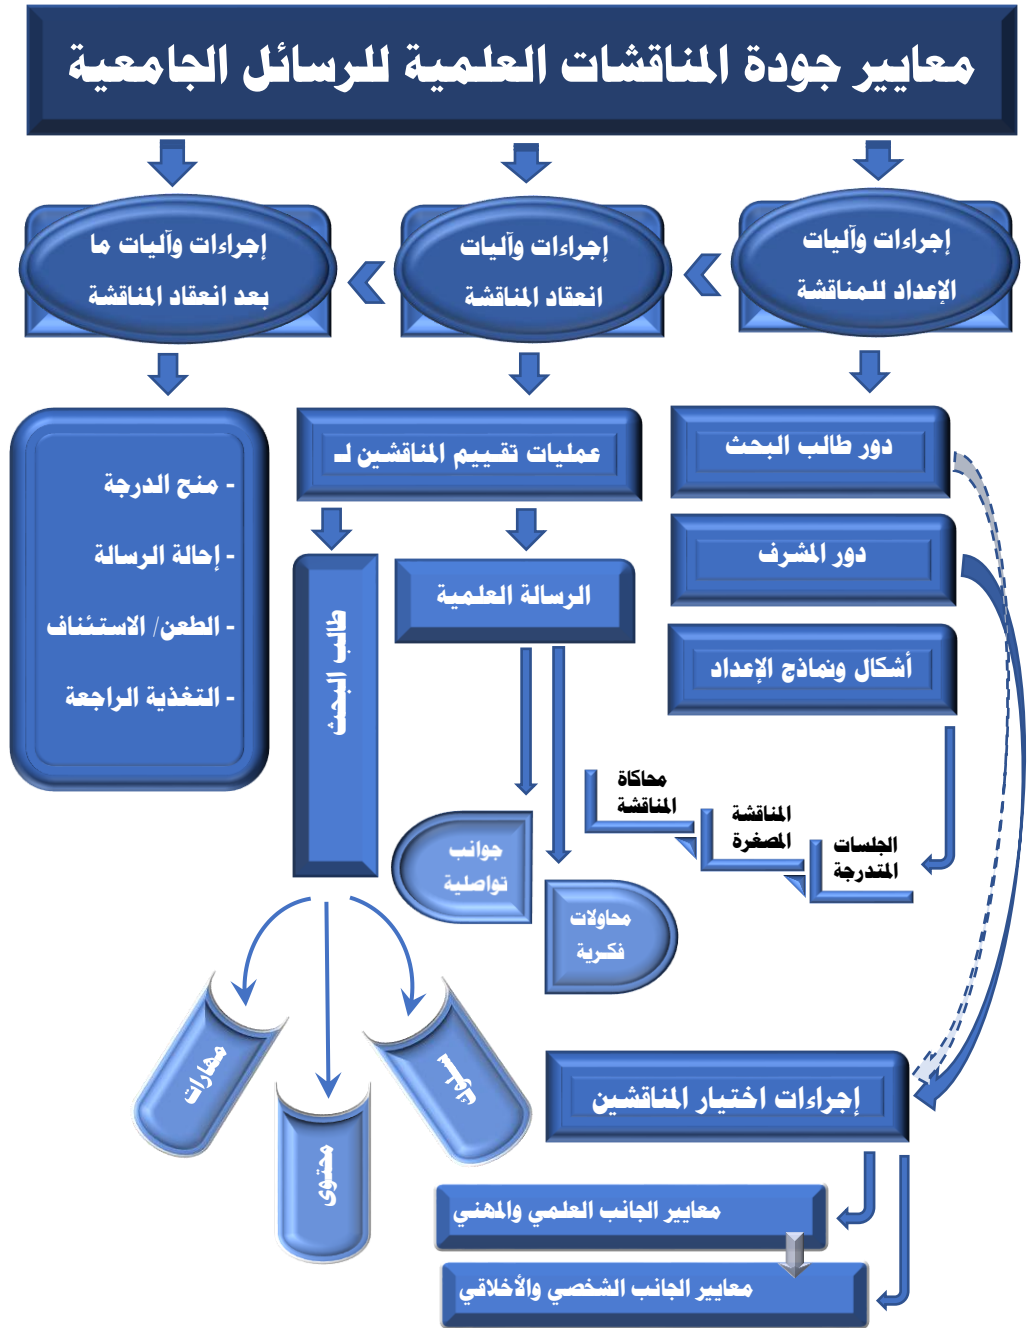 معايير جودة المناقشات العلمية للرسائل الجامعية
إجراءات وآليات
الإعداد للمناقشة
إجراءات وآليات
انعقاد المناقشة
إجراءات وآليات ما
بعد انعقاد المناقشة
دور طالب البحث
دور المشرف
أشكال ونماذج الإعداد
الجلسات
المتدرجة
المناقشة
المصغرة
محاكاة
المناقشة
إجراءات اختيار المناقشين
معايير الجانب العلمي والمهني
معايير الجانب الشخصي والأخلاقي
عمليات تقييم المناقشين لـ
الرسالة العلمية
محاولات
فكرية
جوانب
تواصلية
طالب البحث
سلوك
محتوى
مهارات
- منح الدرجة
- إحالة الرسالة
- الطعن/ الاستئناف
- التغذية الراجعة